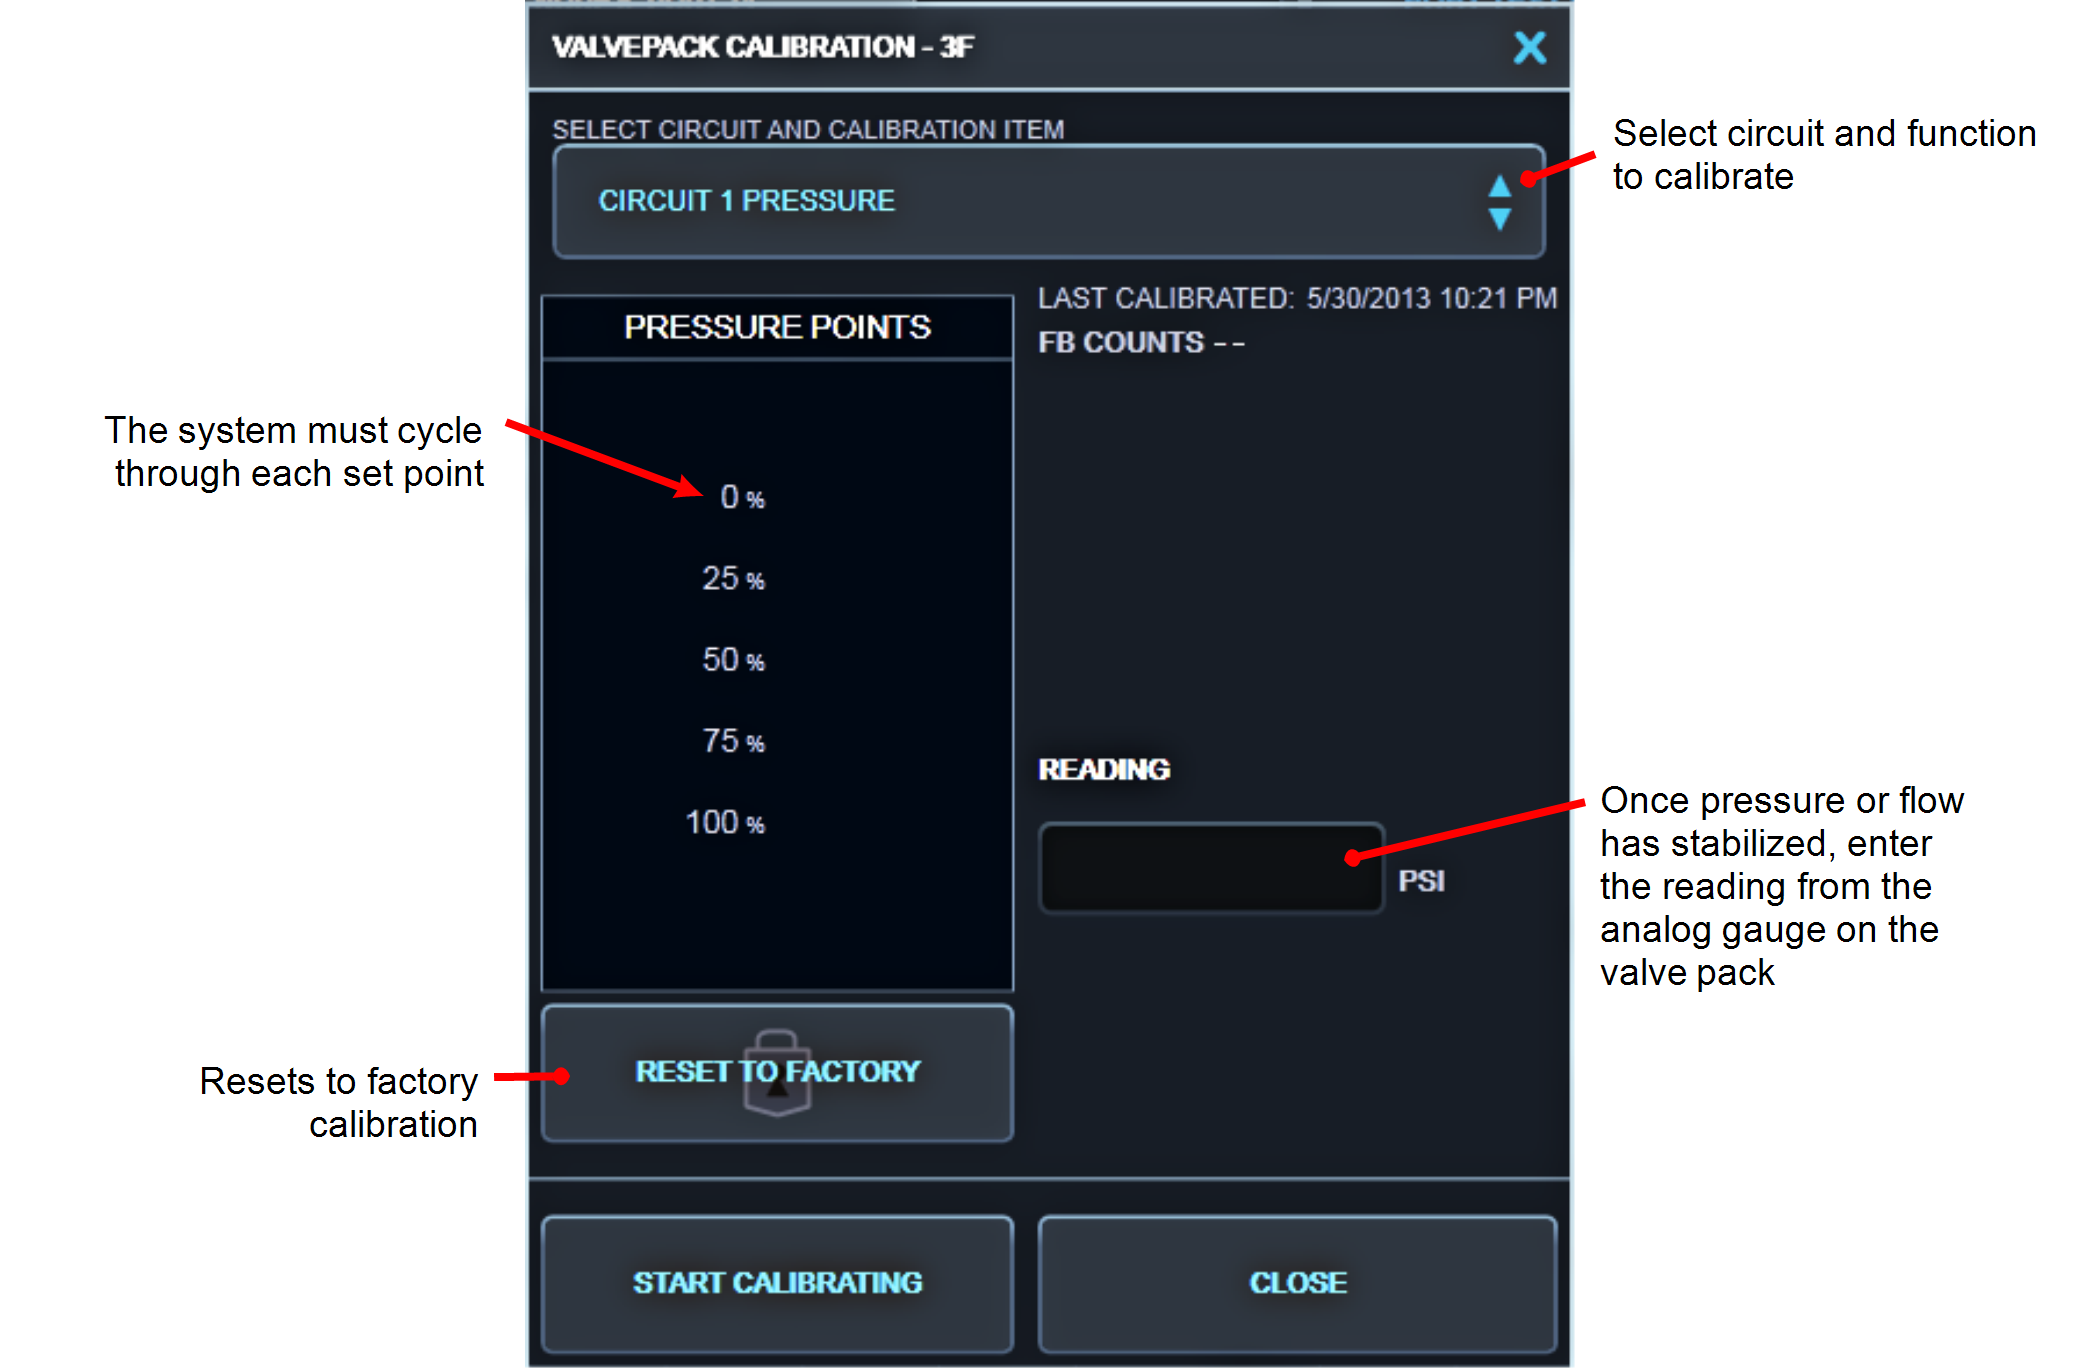 VALVEPACK CALIBRATION - 3F
X
SELECT CIRCUIT AND CALIBRATION ITEM
CIRCUIT 1 PRESSURE
Select circuit and function
to calibrate
LAST CALIBRATED: 5/30/2013 10:21 PM
FB COUNTS - -
PRESSURE POINTS
The system must cycle
through each set point
0 %
25 %
50 %
75 %
100 %
READING
PSI
Once pressure or flow
has stabilized, enter
the reading from the
analog gauge on the
valve pack
RESET TO FACTORY
Resets to factory
calibration
START CALIBRATING
CLOSE